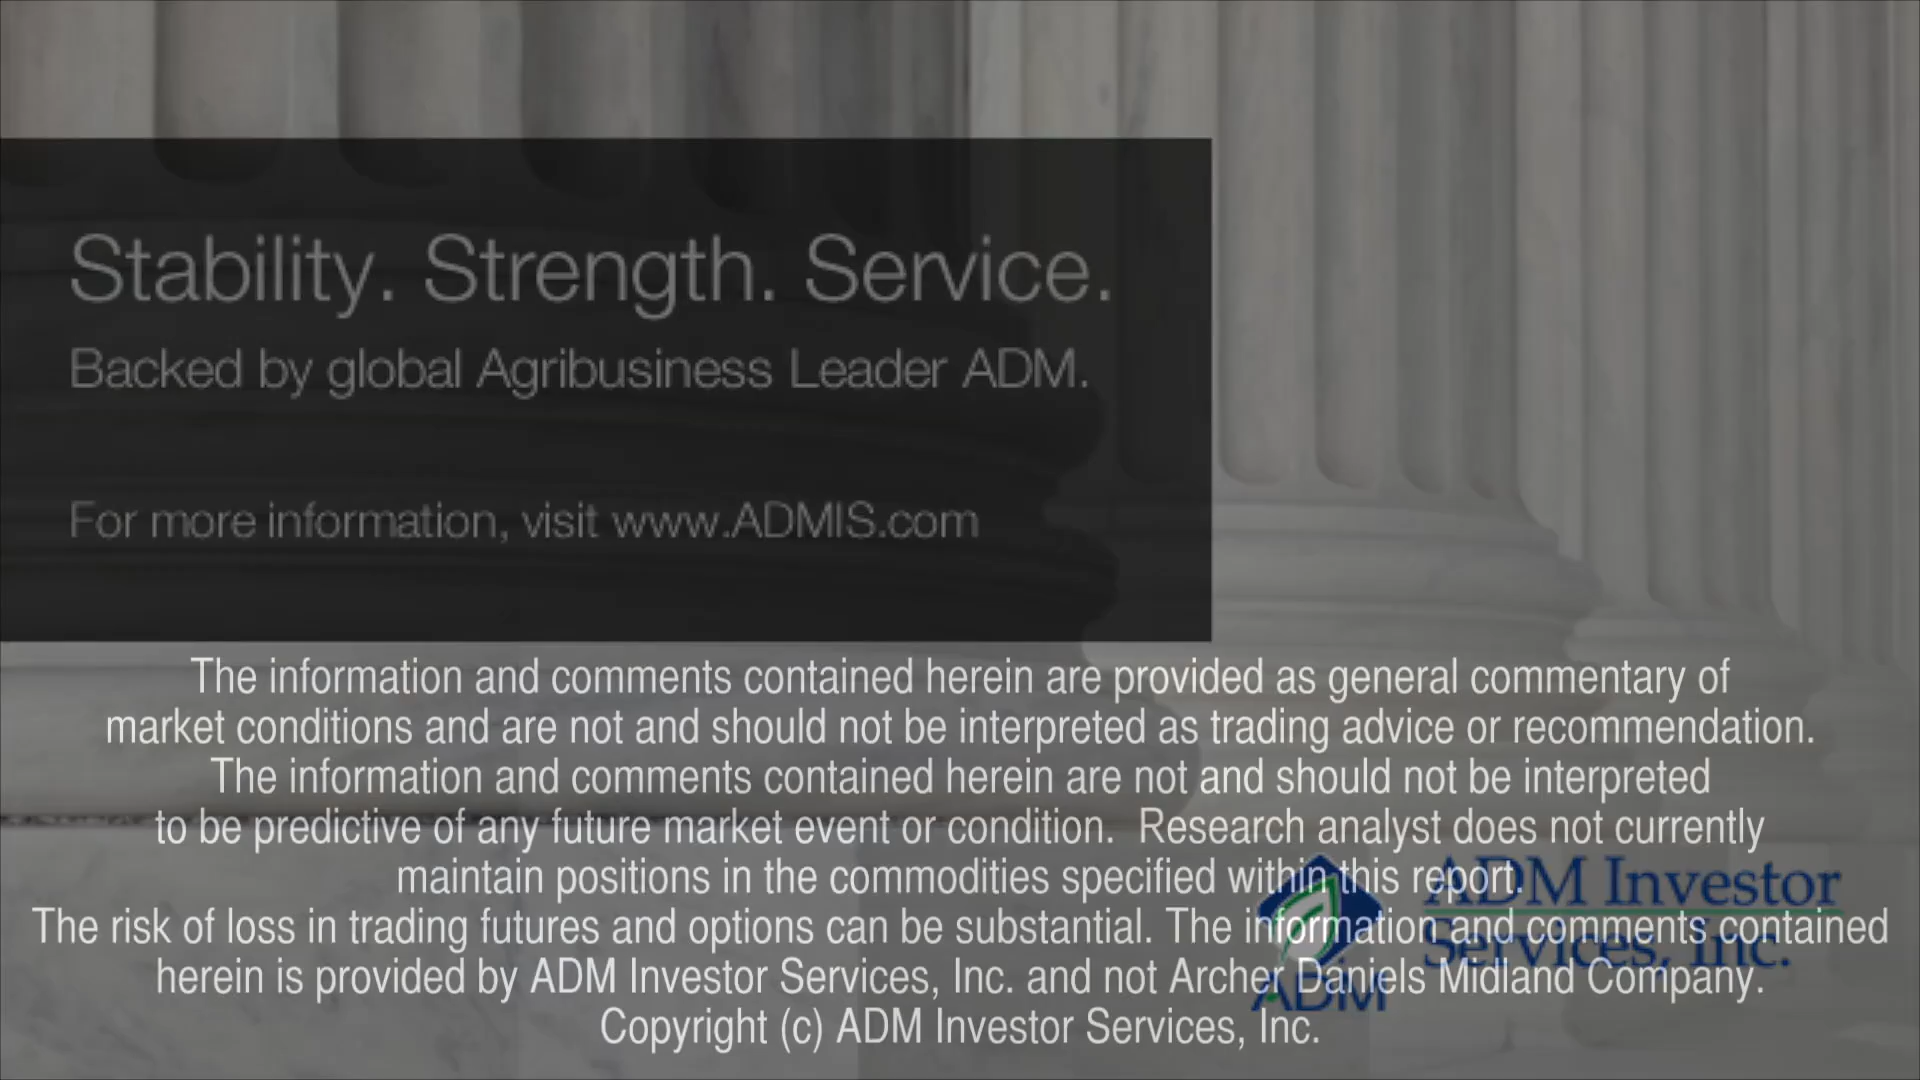 Stability. Strength. Service.
Backed by global Agribusiness Leader ADM.
For more information, visit www.ADMIS.com
The information and comments contained herein are provided as general commentary of
market conditions and are not and should not be interpreted as trading advice or recommendation.
The information and comments contained herein are not and should not be interpreted
to be predictive of any future market event or condition.  Research analyst does not currently
maintain positions in the commodities specified within this report.
The risk of loss in trading futures and options can be substantial. The information and comments contained
herein is provided by ADM Investor Services, Inc. and not Archer Daniels Midland Company.
Copyright (c) ADM Investor Services, Inc.
ADM
ADM Investor
Services, Inc.